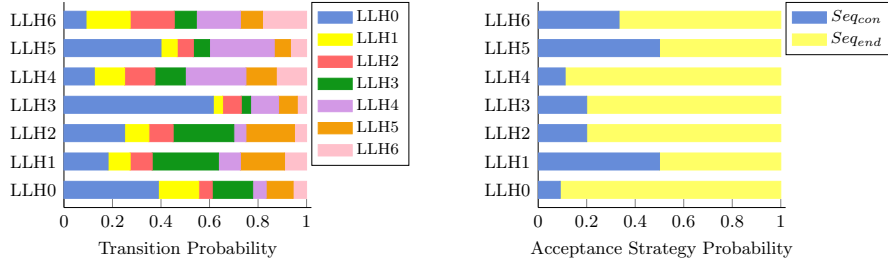 LLH6
LLH5
LLH4
LLH3
LLH2
LLH1
LLH0
0 0.2 0.4 0.6 0.8 1
Transition Probability
LLH0
LLH1
LLH2
LLH3
LLH4
LLH5
LLH6
LLH6
LLH5
LLH4
LLH3
LLH2
LLH1
LLH0
0 0.2 0.4 0.6 0.8 1
Acceptance Strategy Probability
Seq_con
Seq_end